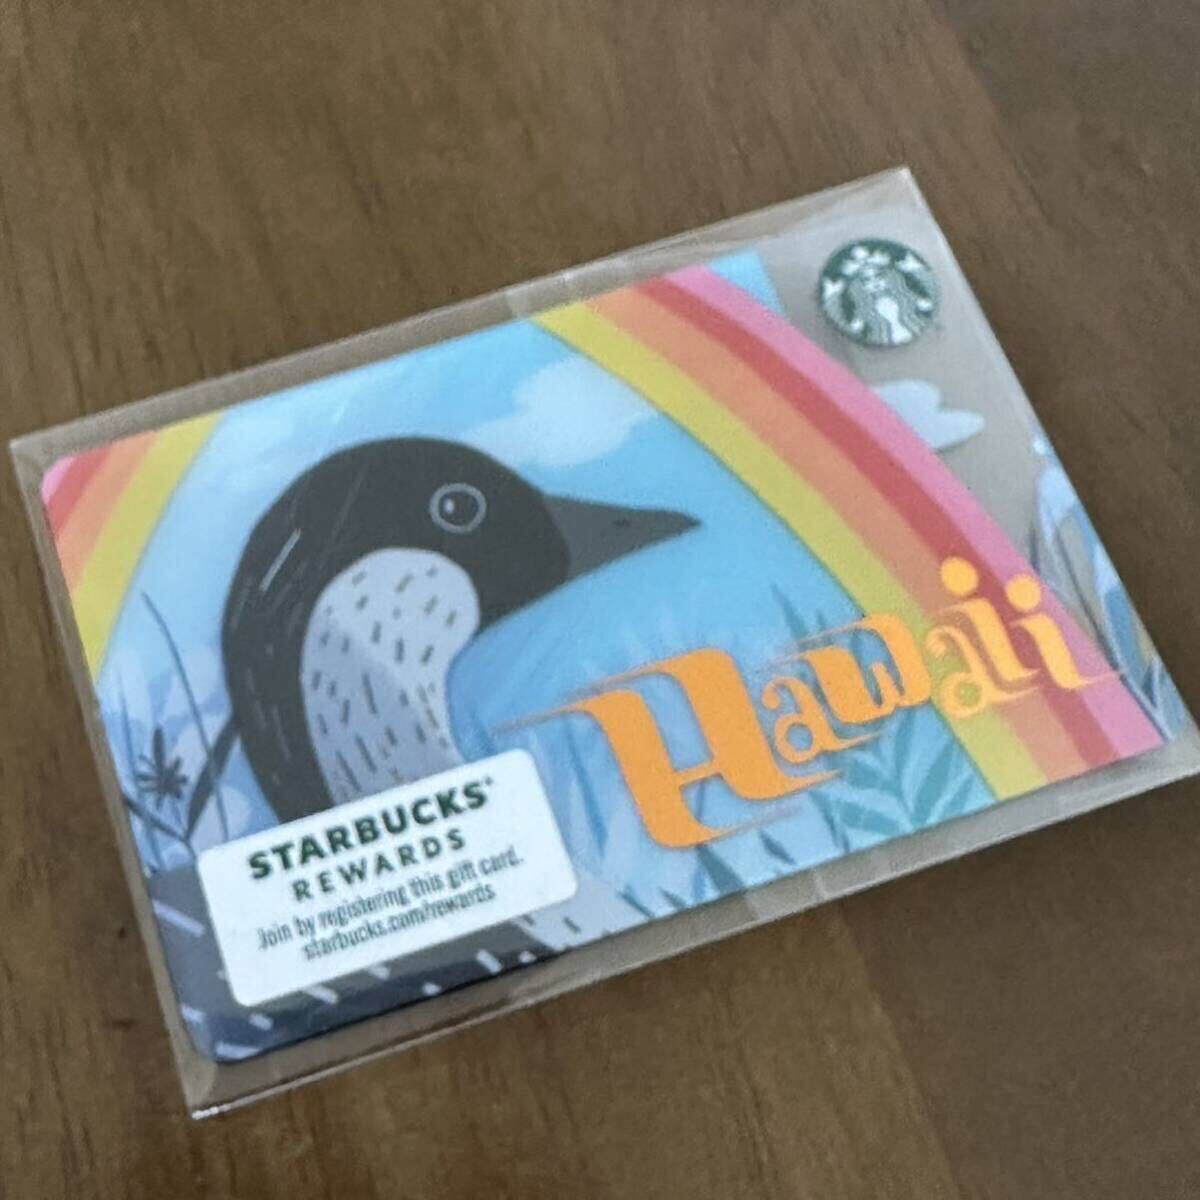 Hawaii
STARBUCKS®
REWARDS
Join by registering this gift card.
starbucks.com/rewards